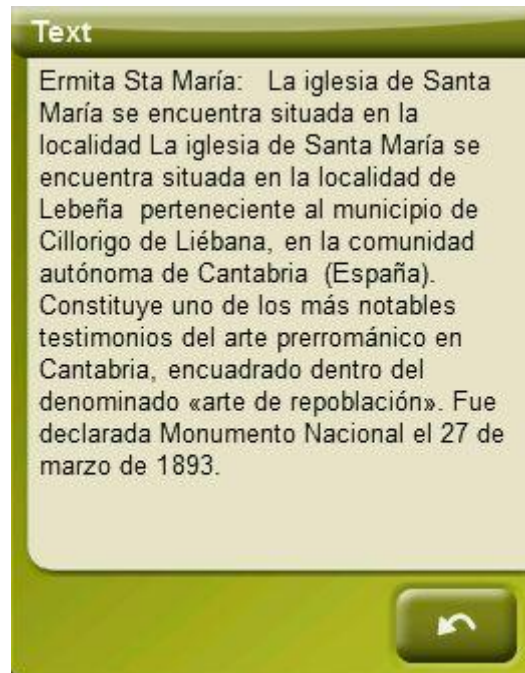 Text
Ermita Sta María:   La iglesia de Santa
María se encuentra situada en la
localidad La iglesia de Santa María se
encuentra situada en la localidad de
Lebeña  perteneciente al municipio de
Cillorigo de Liébana, en la comunidad
autónoma de Cantabria  (España).
Constituye uno de los más notables
testimonios del arte prerrománico en
Cantabria, encuadrado dentro del
denominado «arte de repoblación». Fue
declarada Monumento Nacional el 27 de
marzo de 1893.